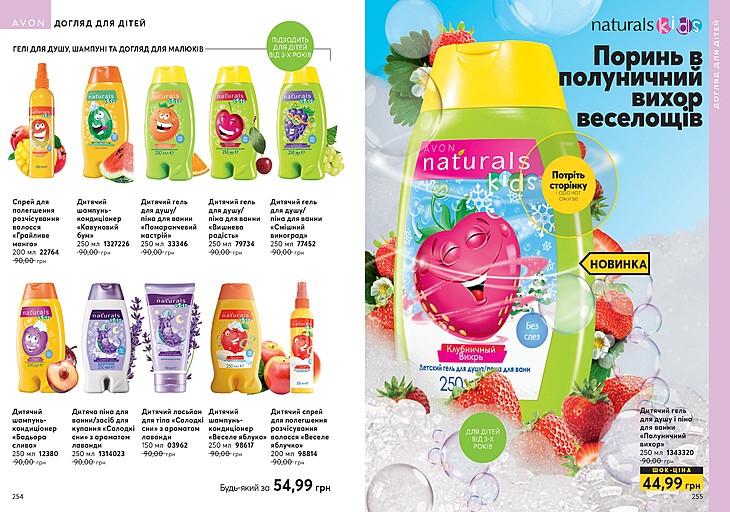 AVON ДОГЛЯД ДЛЯ ДІТЕЙ
ГЕЛІ ДЛЯ ДУШУ, ШАМПУНІ ТА ДОГЛЯД ДЛЯ МАЛЮКІВ
ПІДХОДИТЬ
ДЛЯ ДІТЕЙ
ВІД 3-Х РОКІВ
naturals
kids
Спрей для
полегшення
розчісування
волосся
«Грайливе
манго»
200 мл 22764
90,00 грн
Дитячий
шампунь-
кондиціонер
«Кавуновий
бум»
250 мл 1327226
90,00 грн
Дитячий гель
для душу/
піна для ванни
«Помаранчевий
настрій»
250 мл 33346
90,00 грн
Дитячий гель
для душу/
піна для ванни
«Вишнева
радість»
250 мл 79734
90,00 грн
Дитячий гель
для душу/
піна для ванни
«Смішний
виноград»
250 мл 77452
90,00 грн
Дитячий
шампунь-
кондиціонер
«Бадьора
слива»
250 мл 12380
90,00 грн
Дитяча піна для
ванни/засіб для
купання «Солодкі
сни» з ароматом
лаванди
250 мл 1314023
90,00 грн
Дитячий лосьйон
для тіла «Солодкі
сни» з ароматом
лаванди
150 мл 03962
90,00 грн
Дитячий
шампунь-
кондиціонер
«Веселе яблуко»
250 мл 98617
90,00 грн
Дитячий спрей
для полегшення
розчісування
волосся «Веселе
яблучко»
200 мл 98814
90,00 грн
Будь-який за 54,99 грн
254
naturals kids
Поринь в
полуничний
вихор
веселощів
ДОГЛЯД ДЛЯ ДІТЕЙ
AVON
naturals
kids
Потріть
сторінку
і аромат
оживе
НОВИНКА
Без
слез
Клубничный
Вихрь
Детский гель для душа/пена для ванн
250
ДЛЯ ДІТЕЙ
ВІД 3-Х
РОКІВ
Дитячий гель
для душу і піна
для ванни
«Полуничний
вихор»
250 мл 1343320
90,00 грн
ШОК-ЦІНА
44,99 грн
255